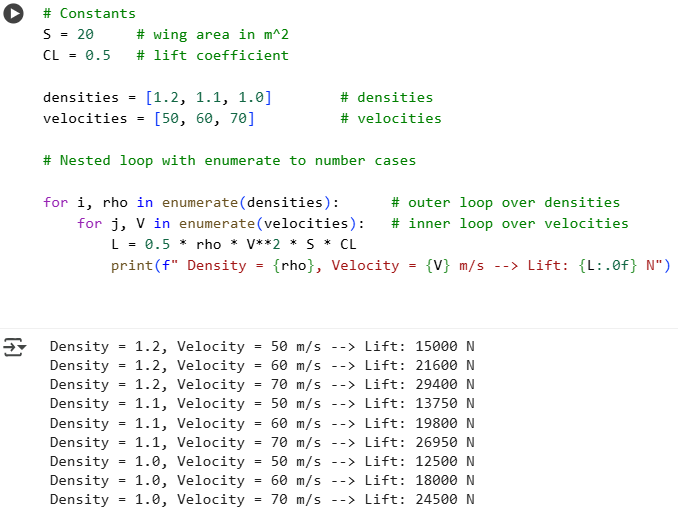 # Constants
S = 20     # wing area in m^2
CL = 0.5   # lift coefficient
densities = [1.2, 1.1, 1.0]        # densities
velocities = [50, 60, 70]          # velocities
# Nested loop with enumerate to number cases
for i, rho in enumerate(densities):      # outer loop over densities
    for j, V in enumerate(velocities):   # inner loop over velocities
        L = 0.5 * rho * V**2 * S * CL
        print(f" Density = {rho}, Velocity = {V} m/s --> Lift: {L:.0f} N")
Density = 1.2, Velocity = 50 m/s --> Lift: 15000 N
Density = 1.2, Velocity = 60 m/s --> Lift: 21600 N
Density = 1.2, Velocity = 70 m/s --> Lift: 29400 N
Density = 1.1, Velocity = 50 m/s --> Lift: 13750 N
Density = 1.1, Velocity = 60 m/s --> Lift: 19800 N
Density = 1.1, Velocity = 70 m/s --> Lift: 26950 N
Density = 1.0, Velocity = 50 m/s --> Lift: 12500 N
Density = 1.0, Velocity = 60 m/s --> Lift: 18000 N
Density = 1.0, Velocity = 70 m/s --> Lift: 24500 N